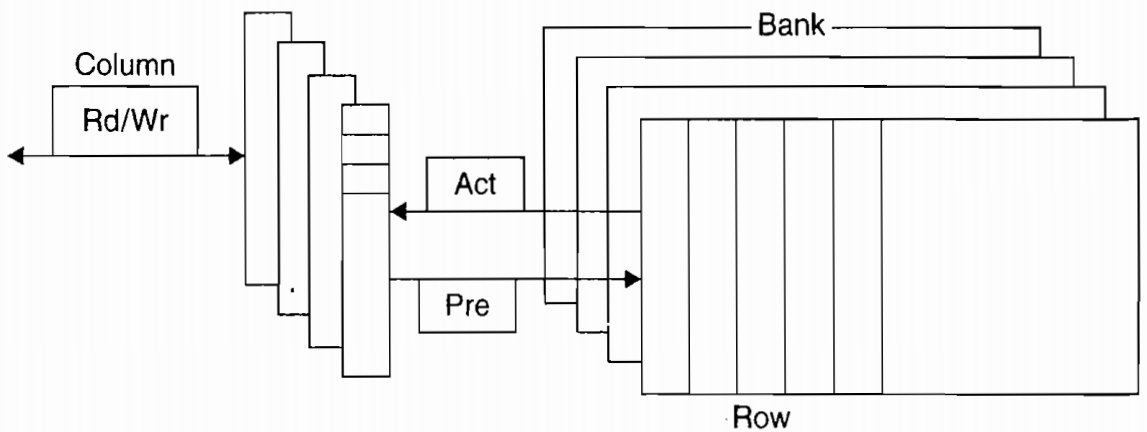 Bank
Column
Rd/Wr
Act
Pre
Row